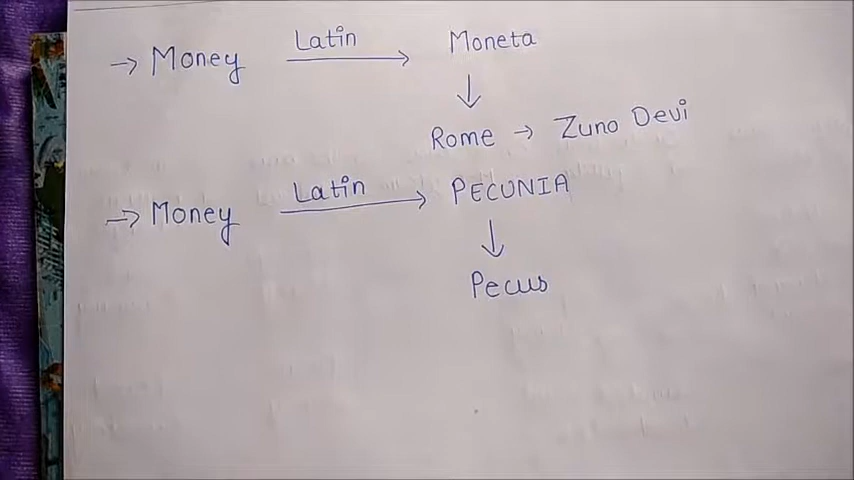 → Money Latin → Moneta
↓
Rome → Zuno Devi
→ Money Latin → PECUNIA
↓
Pecus